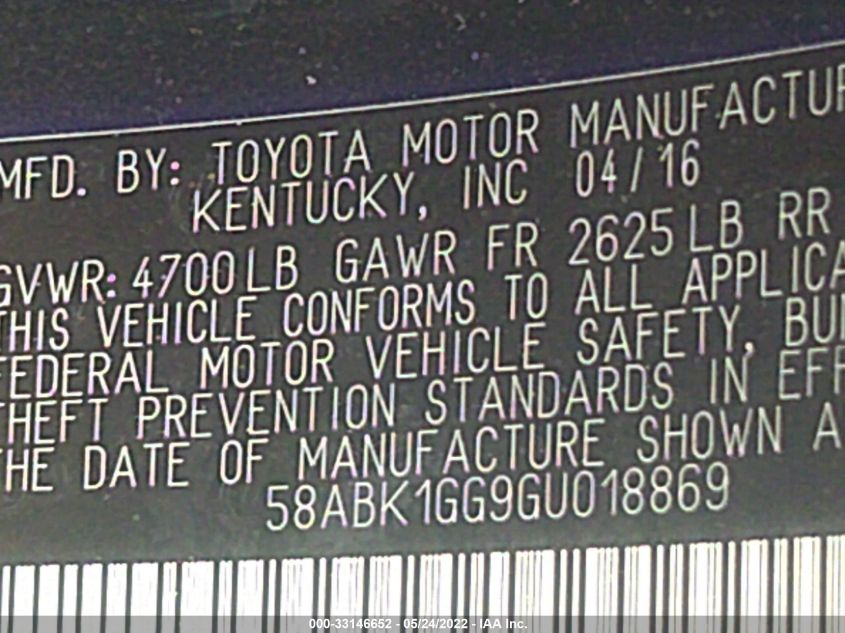 MFD. BY: TOYOTA MOTOR MANUFACTUR
KENTUCKY, INC 04/16
GVWR: 4700LB GAWR FR 2625LB RR
THIS VEHICLE CONFORMS TO ALL APPLICA
FEDERAL MOTOR VEHICLE SAFETY, BU
THEFT PREVENTION STANDARDS IN EFF
THE DATE OF MANUFACTURE SHOWN A
58ABK1GG9GU018869
000-33146652 - 05/24/2022 - IAA Inc.